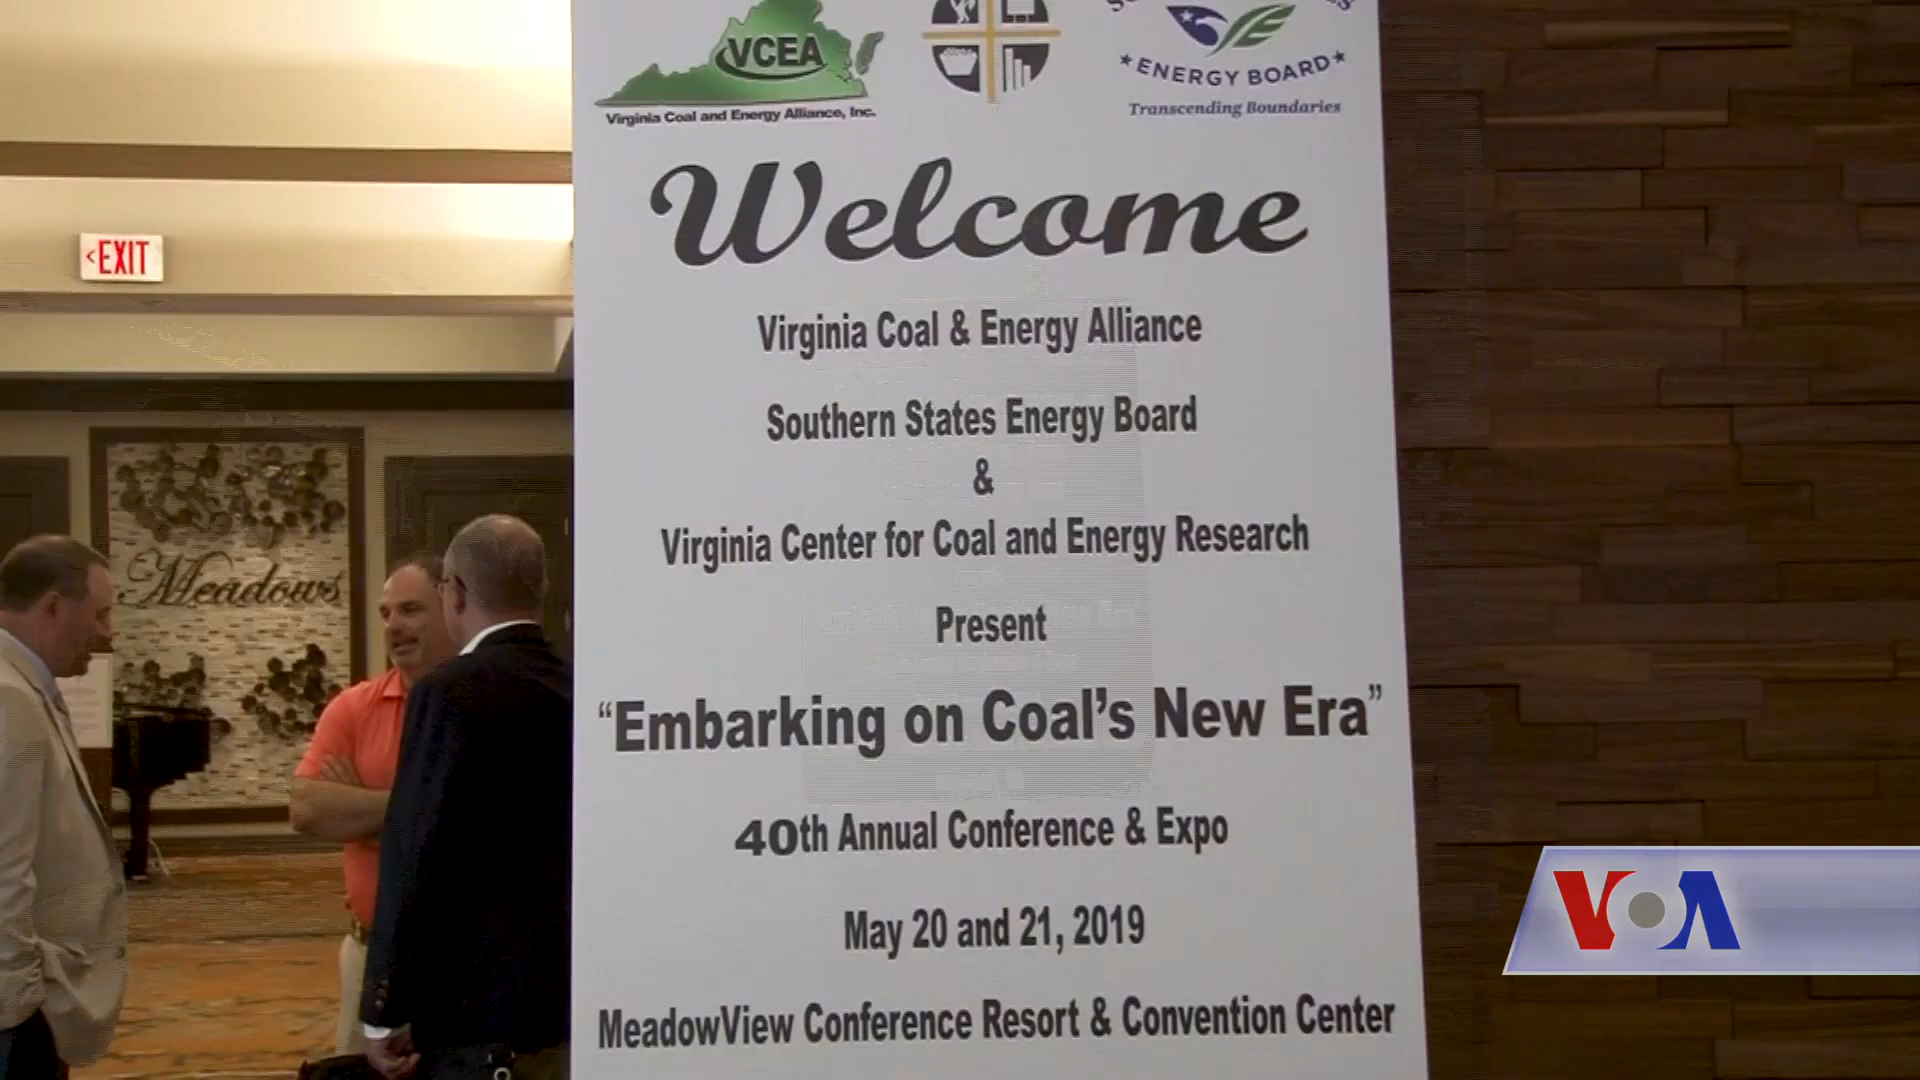 VCEA
Virginia Coal and Energy Alliance, Inc.
ENERGY BOARD
Transcending Boundaries
Welcome
<EXIT
Virginia Coal & Energy Alliance
Southern States Energy Board
&
Virginia Center for Coal and Energy Research
Meadows
Present
“Embarking on Coal’s New Era”
40th Annual Conference & Expo
May 20 and 21, 2019
MeadowView Conference Resort & Convention Center
VOA